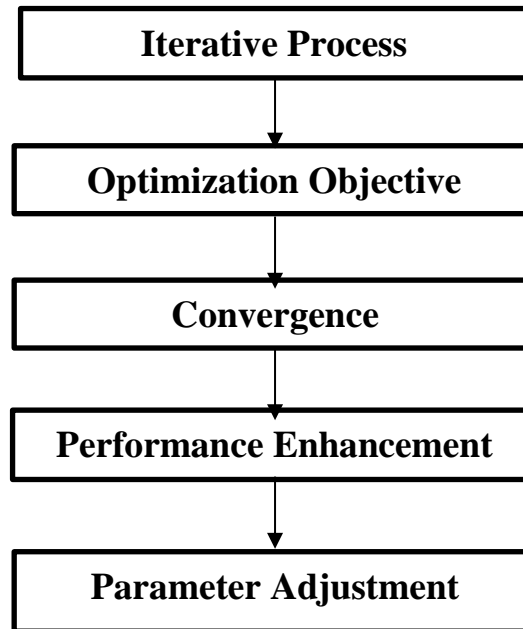 Iterative Process
Optimization Objective
Convergence
Performance Enhancement
Parameter Adjustment